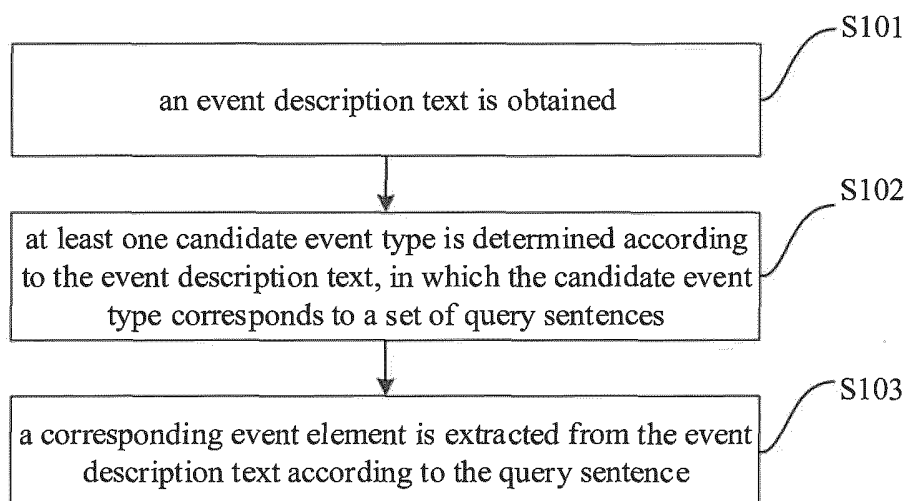 S101
an event description text is obtained
S102
at least one candidate event type is determined according
to the event description text, in which the candidate event
type corresponds to a set of query sentences
S103
a corresponding event element is extracted from the event
description text according to the query sentence